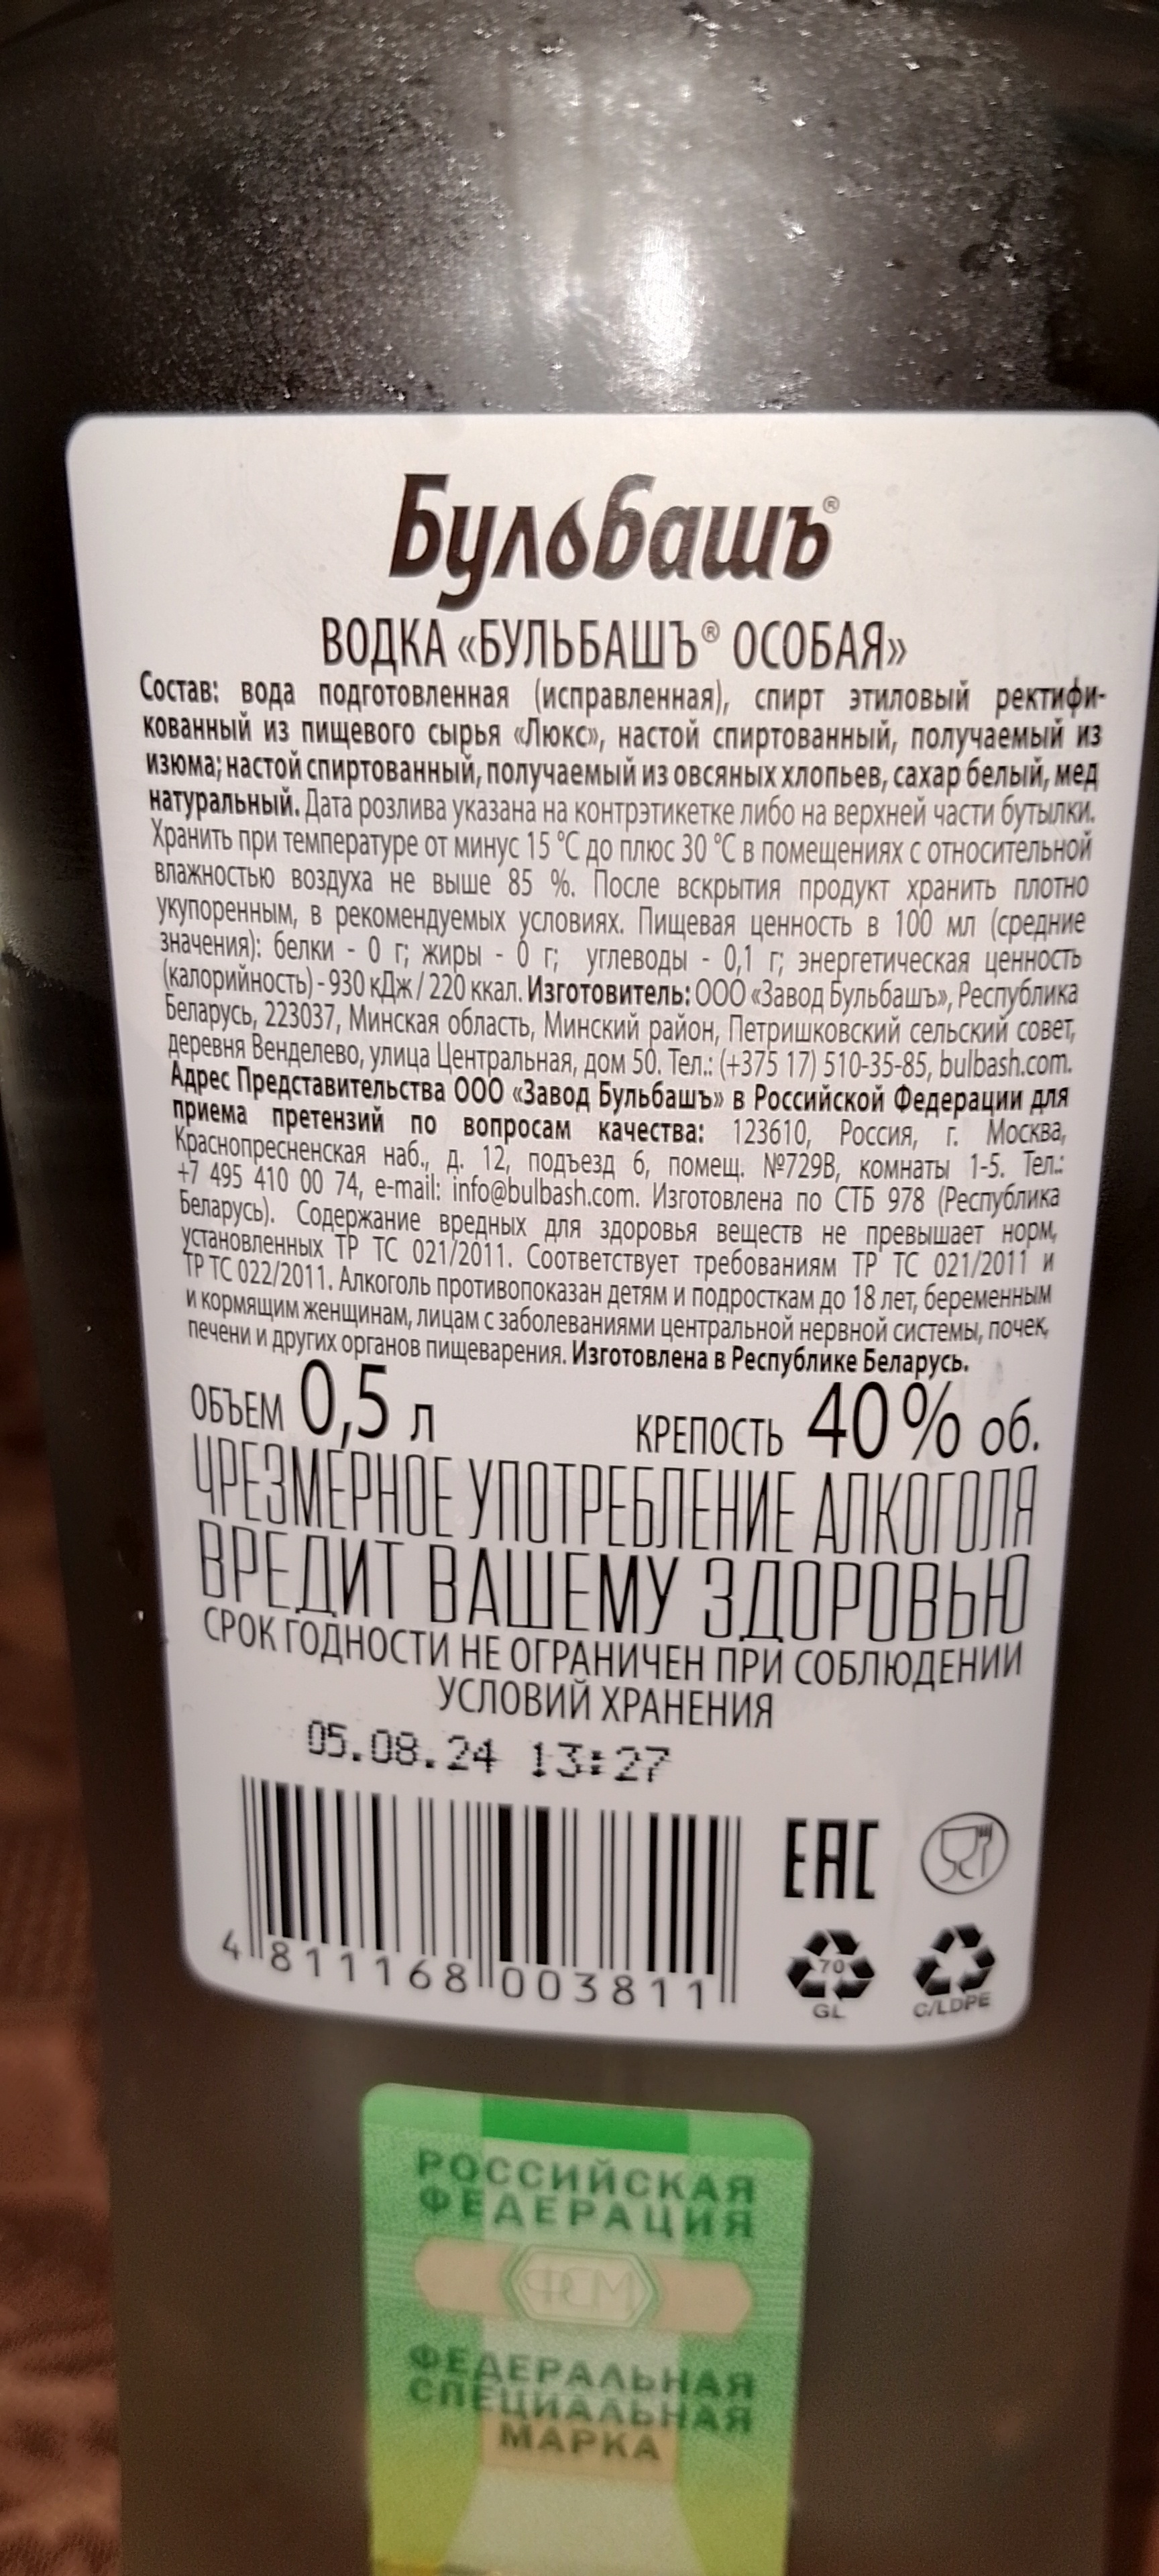 Бульбашъ®
ВОДКА «БУЛЬБАШЪ® ОСОБАЯ»
Состав: вода подготовленная (исправленная), спирт этиловый ректифи-
кованный из пищевого сырья «Люкс», настой спиртованный, получаемый из
изюма; настой спиртованный, получаемый из овсяных хлопьев, сахар белый, мед
натуральный. Дата розлива указана на контрэтикетке либо на верхней части бутылки.
Хранить при температуре от минус 15 °С до плюс 30 °С в помещениях с относительной
влажностью воздуха не выше 85 %. После вскрытия продукт хранить плотно
укупоренным, в рекомендуемых условиях. Пищевая ценность в 100 мл (средние
значения): белки - 0 г; жиры - 0 г; углеводы - 0,1 г; энергетическая ценность
(калорийность) - 930 кДж / 220 ккал. Изготовитель: ООО «Завод Бульбашъ», Республика
Беларусь, 223037, Минская область, Минский район, Петришковский сельский совет,
деревня Венделево, улица Центральная, дом 50. Тел.: (+375 17) 510-35-85, bulbash.com.
Адрес Представительства ООО «Завод Бульбашъ» в Российской Федерации для
приема претензий по вопросам качества: 123610, Россия, г. Москва,
Краснопресненская наб., д. 12, подъезд 6, помещ. №729В, комнаты 1-5. Тел.:
+7 495 410 00 74, e-mail: info@bulbash.com. Изготовлена по СТБ 978 (Республика
Беларусь). Содержание вредных для здоровья веществ не превышает норм,
установленных ТР ТС 021/2011. Соответствует требованиям ТР ТС 021/2011 и
ТР ТС 022/2011. Алкоголь противопоказан детям и подросткам до 18 лет, беременным
и кормящим женщинам, лицам с заболеваниями центральной нервной системы, почек,
печени и других органов пищеварения. Изготовлена в Республике Беларусь.
ОБЪЕМ 0,5 л КРЕПОСТЬ 40% об.
ЧРЕЗМЕРНОЕ УПОТРЕБЛЕНИЕ АЛКОГОЛЯ
ВРЕДИТ ВАШЕМУ ЗДОРОВЬЮ
СРОК ГОДНОСТИ НЕ ОГРАНИЧЕН ПРИ СОБЛЮДЕНИИ
УСЛОВИЙ ХРАНЕНИЯ
05.08.24 13:27
EAC
4 811168 003811
70
GL
C/LDPE
РОССИЙСКАЯ
ФЕДЕРАЦИЯ
ФСМ
ФЕДЕРАЛЬНАЯ
СПЕЦИАЛЬНАЯ
МАРКА